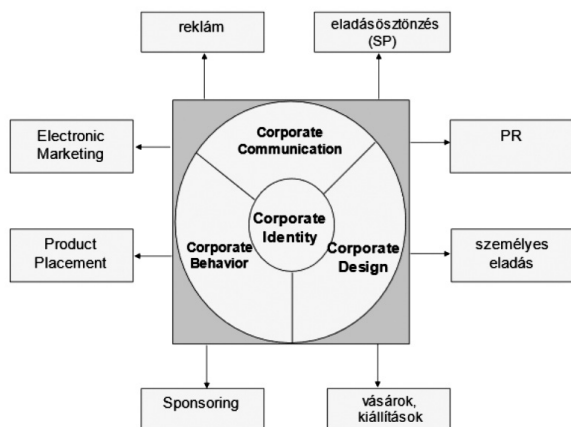 reklám
eladásösztönzés
(SP)
Electronic
Marketing
Corporate
Communication
PR
Corporate
Identity
Product
Placement
Corporate
Behavior
Corporate
Design
személyes
eladás
Sponsoring
vásárok,
kiállítások